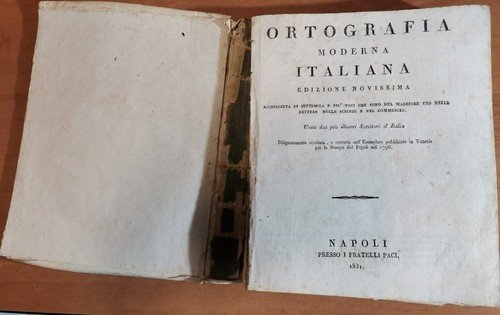 ORTOGRAFIA
MODERNA
ITALIANA
EDIZIONE NOVISSIMA
ACCRESCIUTA DI SETTEMILA E PIU' VOCI CHE SONO DEL MAGGIORE USO NELLE
LETTERE NELLE SCIENZE E NEL COMMERCIO.
Usate dai più illustri Scrittori d'Italia
Diligentemente riveduta, e corretta sull'Esemplare pubblicato in Venezia
per le Stampe del Pepoli nel 1796.
NAPOLI
PRESSO I FRATELLI PACI,
1831.